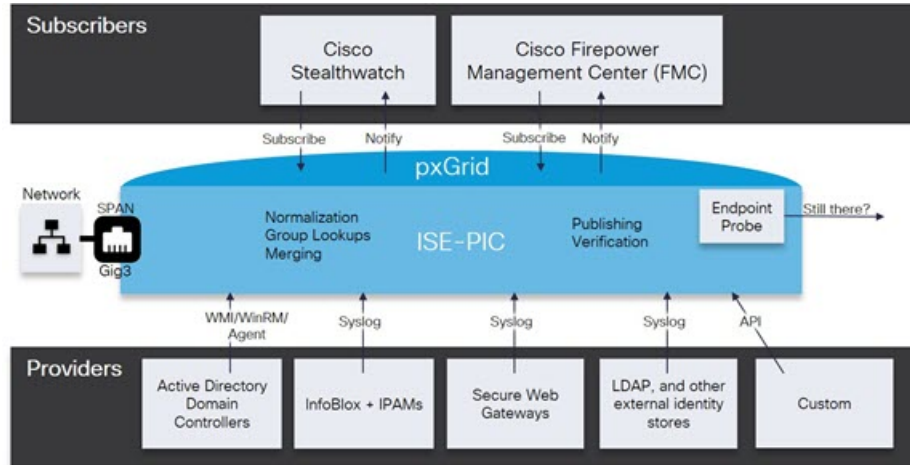 Subscribers
Cisco
Stealthwatch
Cisco Firepower
Management Center (FMC)
Subscribe
Notify
Subscribe
Notify
pxGrid
Network
SPAN
Gig3
Normalization
Group Lookups
Merging
ISE-PIC
Publishing
Verification
Endpoint
Probe
Still there?
WMI/WinRM/
Agent
Syslog
Syslog
Syslog
API
Providers
Active Directory
Domain
Controllers
InfoBlox + IPAMs
Secure Web
Gateways
LDAP, and other
external identity
stores
Custom